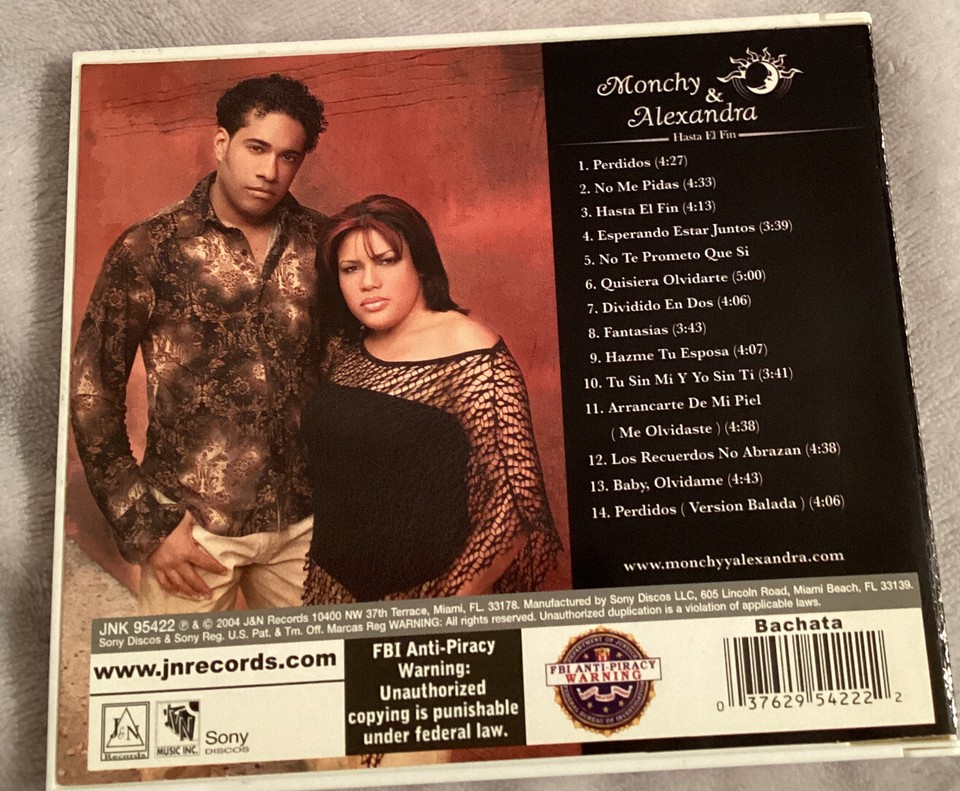 Monchy
&
Alexandra
Hasta El Fin
1. Perdidos (4:27)
2. No Me Pidas (4:33)
3. Hasta El Fin (4:13)
4. Esperando Estar Juntos (3:39)
5. No Te Prometo Que Si
6. Quisiera Olvidarte (5:00)
7. Dividido En Dos (4:06)
8. Fantasías (3:43)
9. Hazme Tu Esposa (4:07)
10. Tu Sin Mi Y Yo Sin Ti (3:41)
11. Arrancarte De Mi Piel
( Me Olvidaste ) (4:38)
12. Los Recuerdos No Abrazan (4:38)
13. Baby, Olvidame (4:43)
14. Perdidos ( Version Balada ) (4:06)
www.monchyyalexandra.com
JNK 95422 ℗ & © 2004 J&N Records 10400 NW 37th Terrace, Miami, FL. 33178. Manufactured by Sony Discos LLC, 605 Lincoln Road, Miami Beach, FL 33139.
Sony Discos & Sony Reg. U.S. Pat. & Tm. Off. Marcas Reg WARNING: All rights reserved. Unauthorized duplication is a violation of applicable laws.
www.jnrecords.com
J&N
Records
JVN
MUSIC INC.
Sony
DISCOS
FBI Anti-Piracy
Warning:
Unauthorized
copying is punishable
under federal law.
FBI ANTI-PIRACY
WARNING
Bachata
0 37629 54222 2